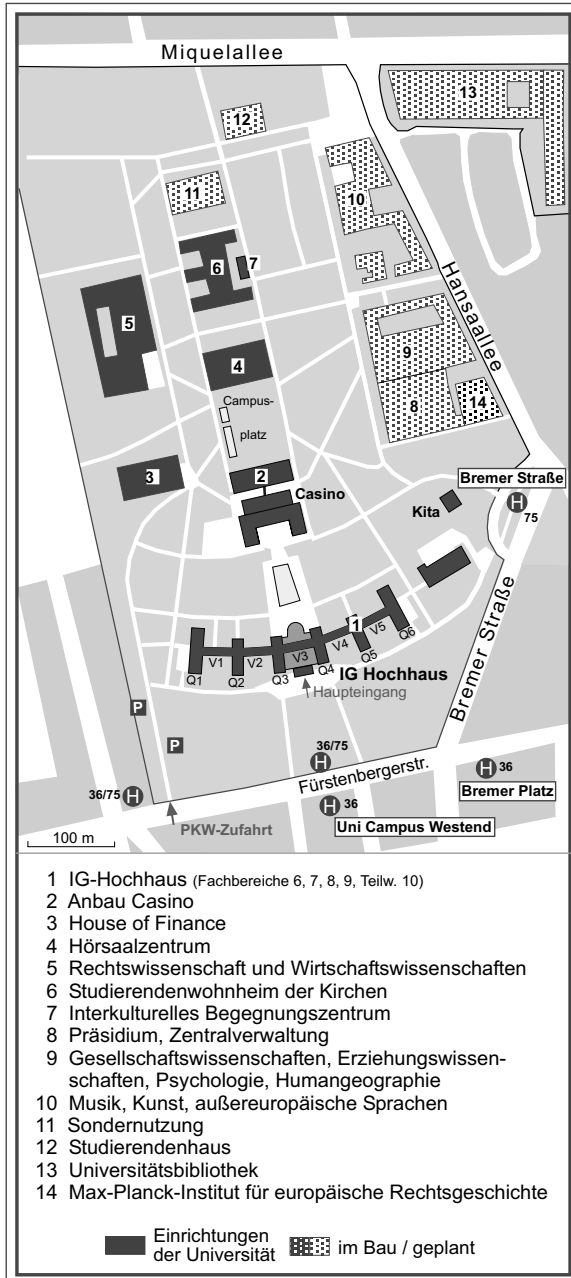 Miquelallee
13
12
11
10
7
6
Hansaallee
5
9
4
14
8
Campus-
platz
3
2
Casino
Bremer Straße
H
75
Kita
Bremer Straße
1
V1
V2
V3
V4
V5
Q1
Q2
Q3
Q4
Q5
Q6
IG Hochhaus
Haupteingang
P
P
36/75
H
Fürstenbergerstr.
H
36
Bremer Platz
36/75
H
H
36
Uni Campus Westend
PKW-Zufahrt
100 m
1 IG-Hochhaus (Fachbereiche 6, 7, 8, 9, Teilw. 10)
2 Anbau Casino
3 House of Finance
4 Hörsaalzentrum
5 Rechtswissenschaft und Wirtschaftswissenschaften
6 Studierendenwohnheim der Kirchen
7 Interkulturelles Begegnungszentrum
8 Präsidium, Zentralverwaltung
9 Gesellschaftswissenschaften, Erziehungswissen-
schaften, Psychologie, Humangeographie
10 Musik, Kunst, außereuropäische Sprachen
11 Sondernutzung
12 Studierendenhaus
13 Universitätsbibliothek
14 Max-Planck-Institut für europäische Rechtsgeschichte
Einrichtungen
der Universität
im Bau / geplant